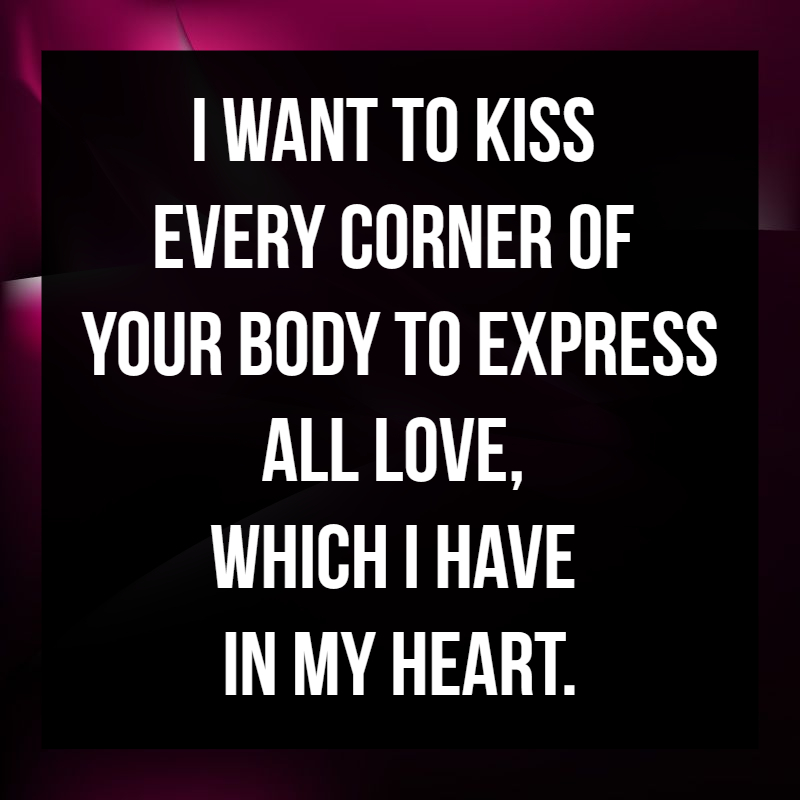 I WANT TO KISS
EVERY CORNER OF
YOUR BODY TO EXPRESS
ALL LOVE,
WHICH I HAVE
IN MY HEART.